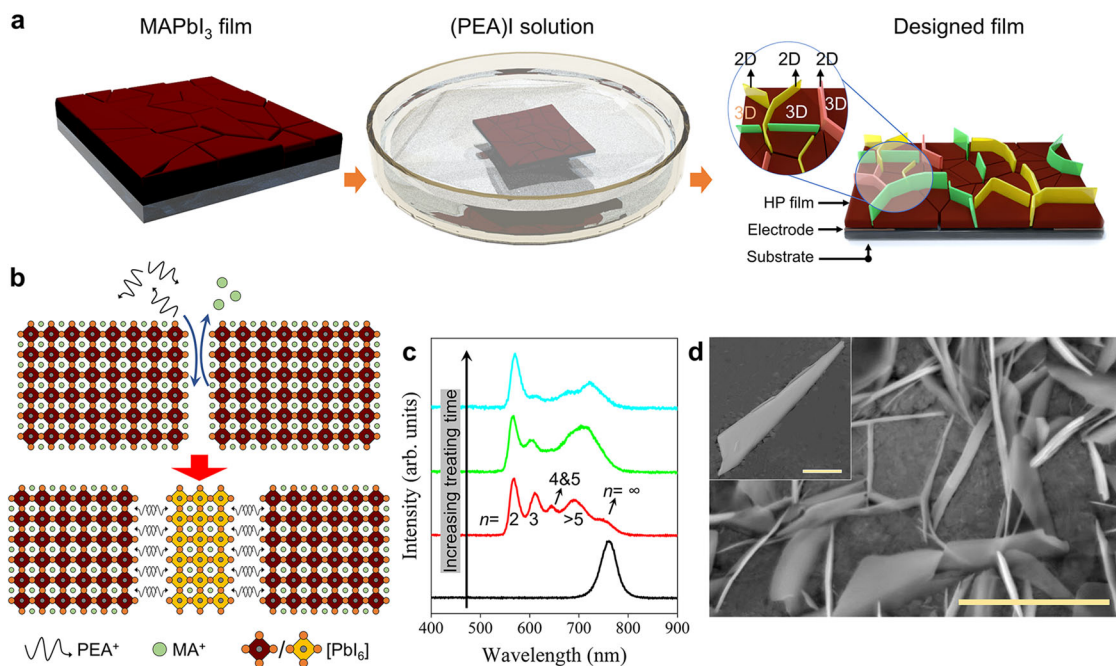 a
MAPbI₃ film
(PEA)I solution
Designed film
2D 2D 2D
3D 3D 3D
HP film
Electrode
Substrate
b
PEA⁺
MA⁺
/
[PbI₆]
c
Intensity (arb. units)
Increasing treating time
n= 2 3 4&5 >5 n= ∞
400 500 600 700 800 900
Wavelength (nm)
d